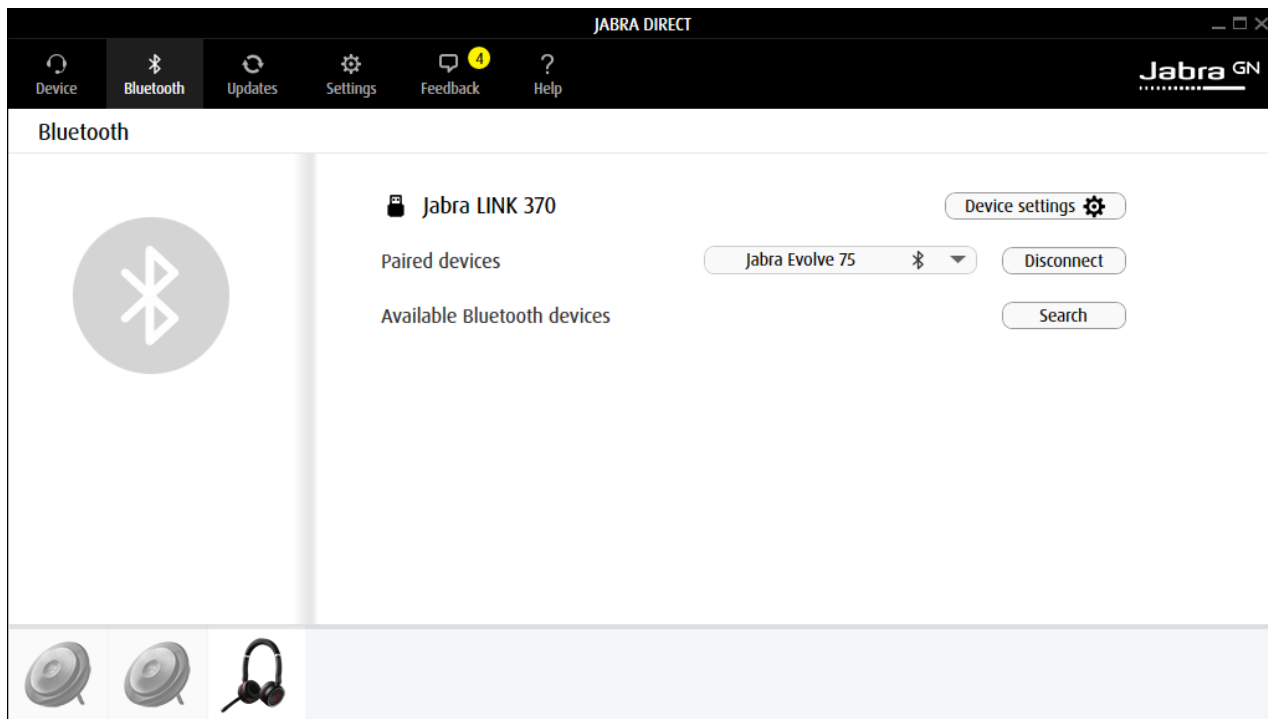 JABRA DIRECT
Device Bluetooth Updates Settings Feedback 4 Help
Jabra GN
Bluetooth
Jabra LINK 370 Device settings
Paired devices Jabra Evolve 75 Disconnect
Available Bluetooth devices Search